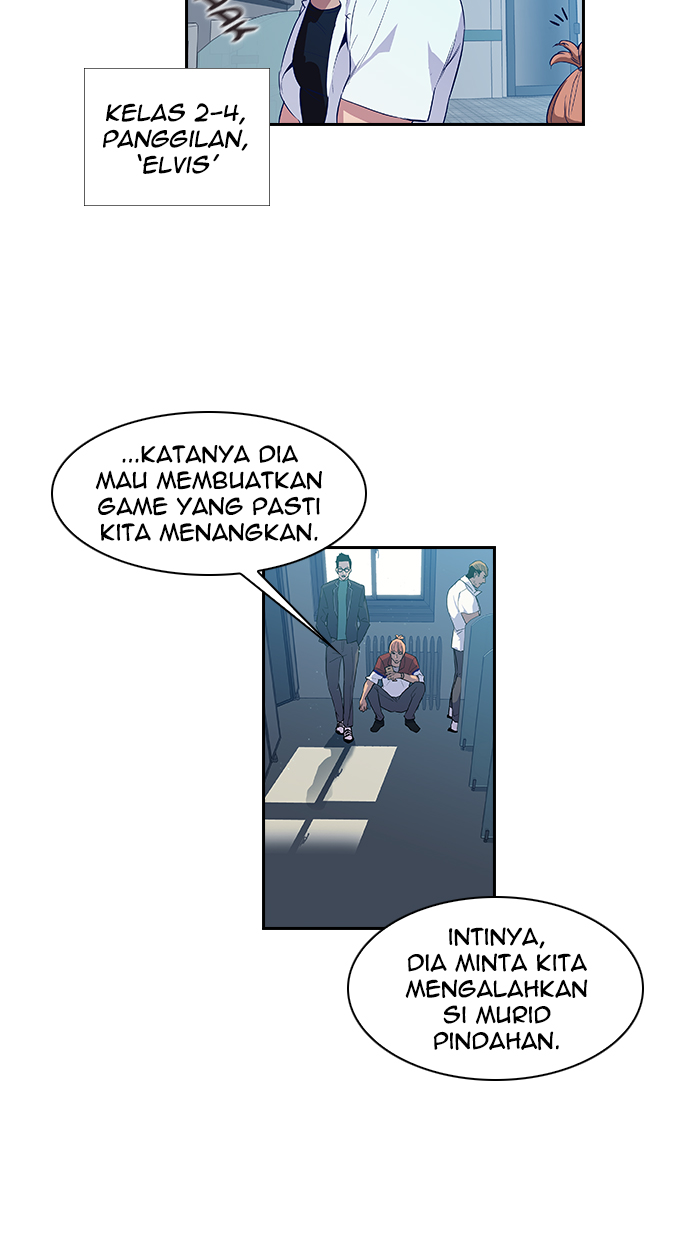 KELAS 2-4,
PANGGILAN,
'ELVIS'
...KATANYA DIA
MAU MEMBUATKAN
GAME YANG PASTI
KITA MENANGKAN.
INTINYA,
DIA MINTA KITA
MENGALAHKAN
SI MURID
PINDAHAN.